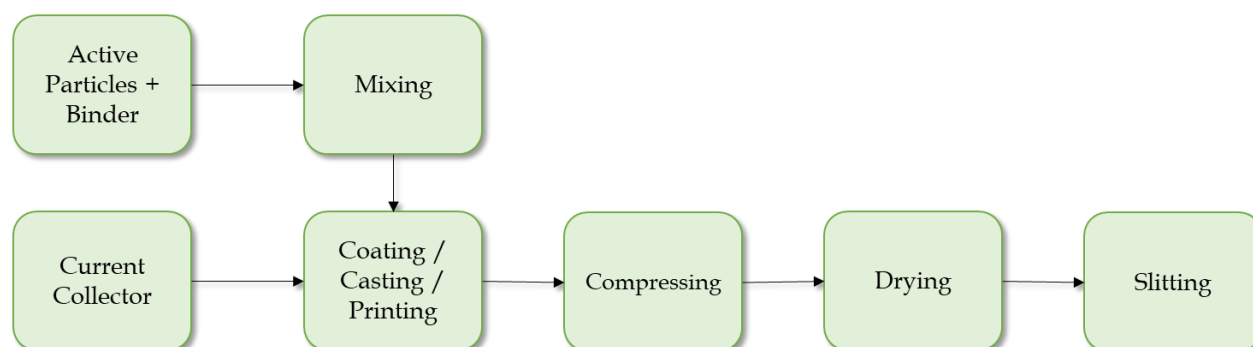 Active
Particles +
Binder
Mixing
Current
Collector
Coating /
Casting /
Printing
Compressing
Drying
Slitting